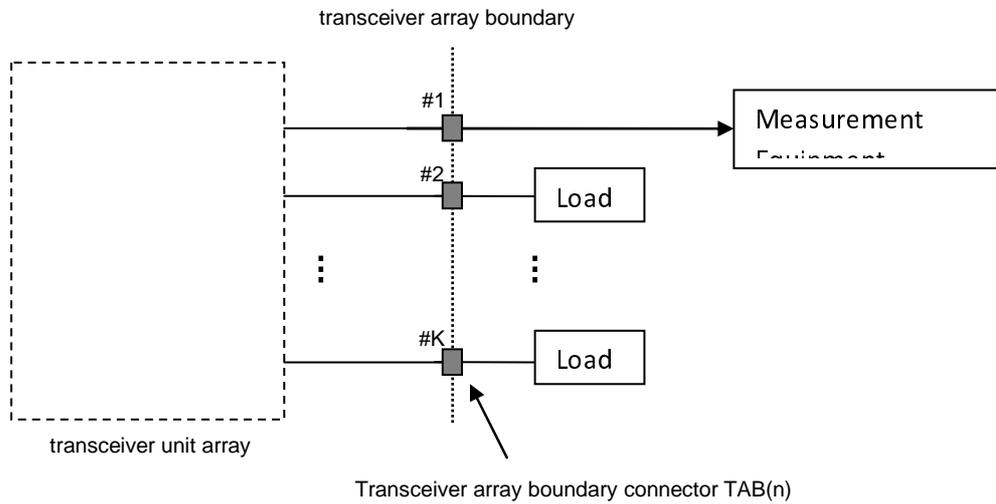 transceiver array boundary
#1
Measurement
#2
Load
#K
Load
transceiver unit array
Transceiver array boundary connector TAB(n)